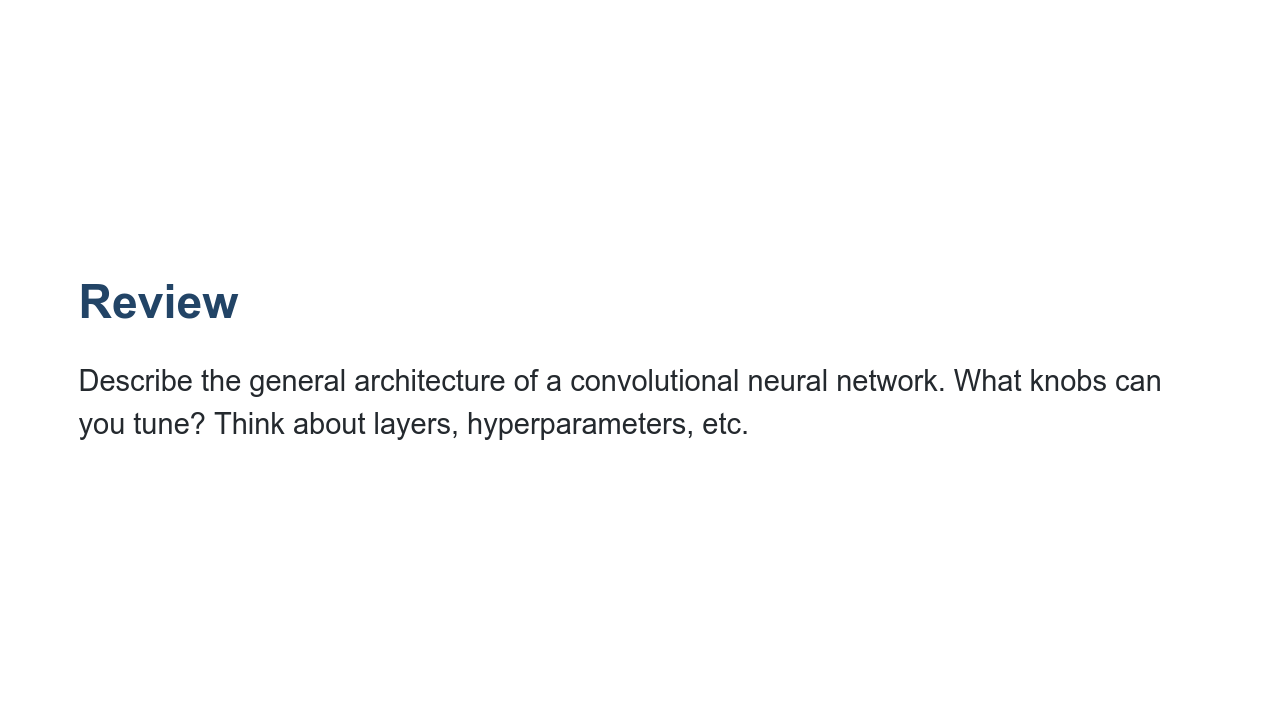 Review
Describe the general architecture of a convolutional neural network. What knobs can
you tune? Think about layers, hyperparameters, etc.